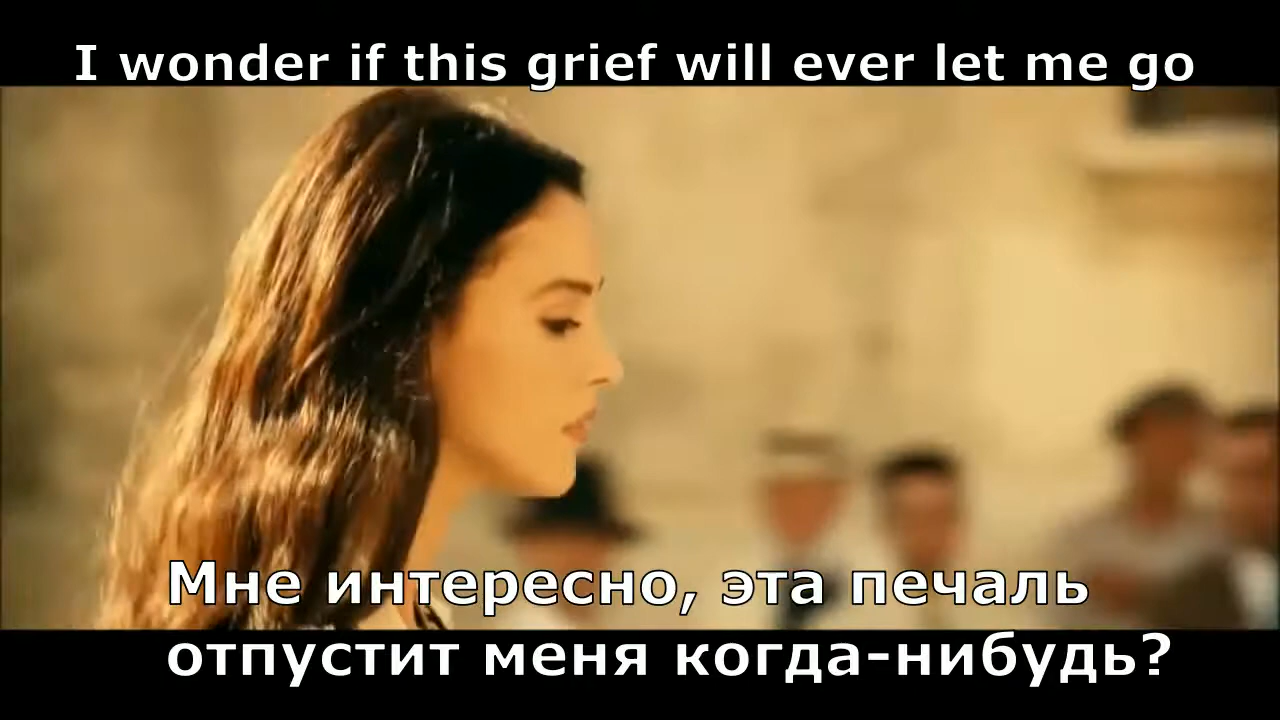 I wonder if this grief will ever let me go
Мне интересно, эта печаль
отпустит меня когда-нибудь?